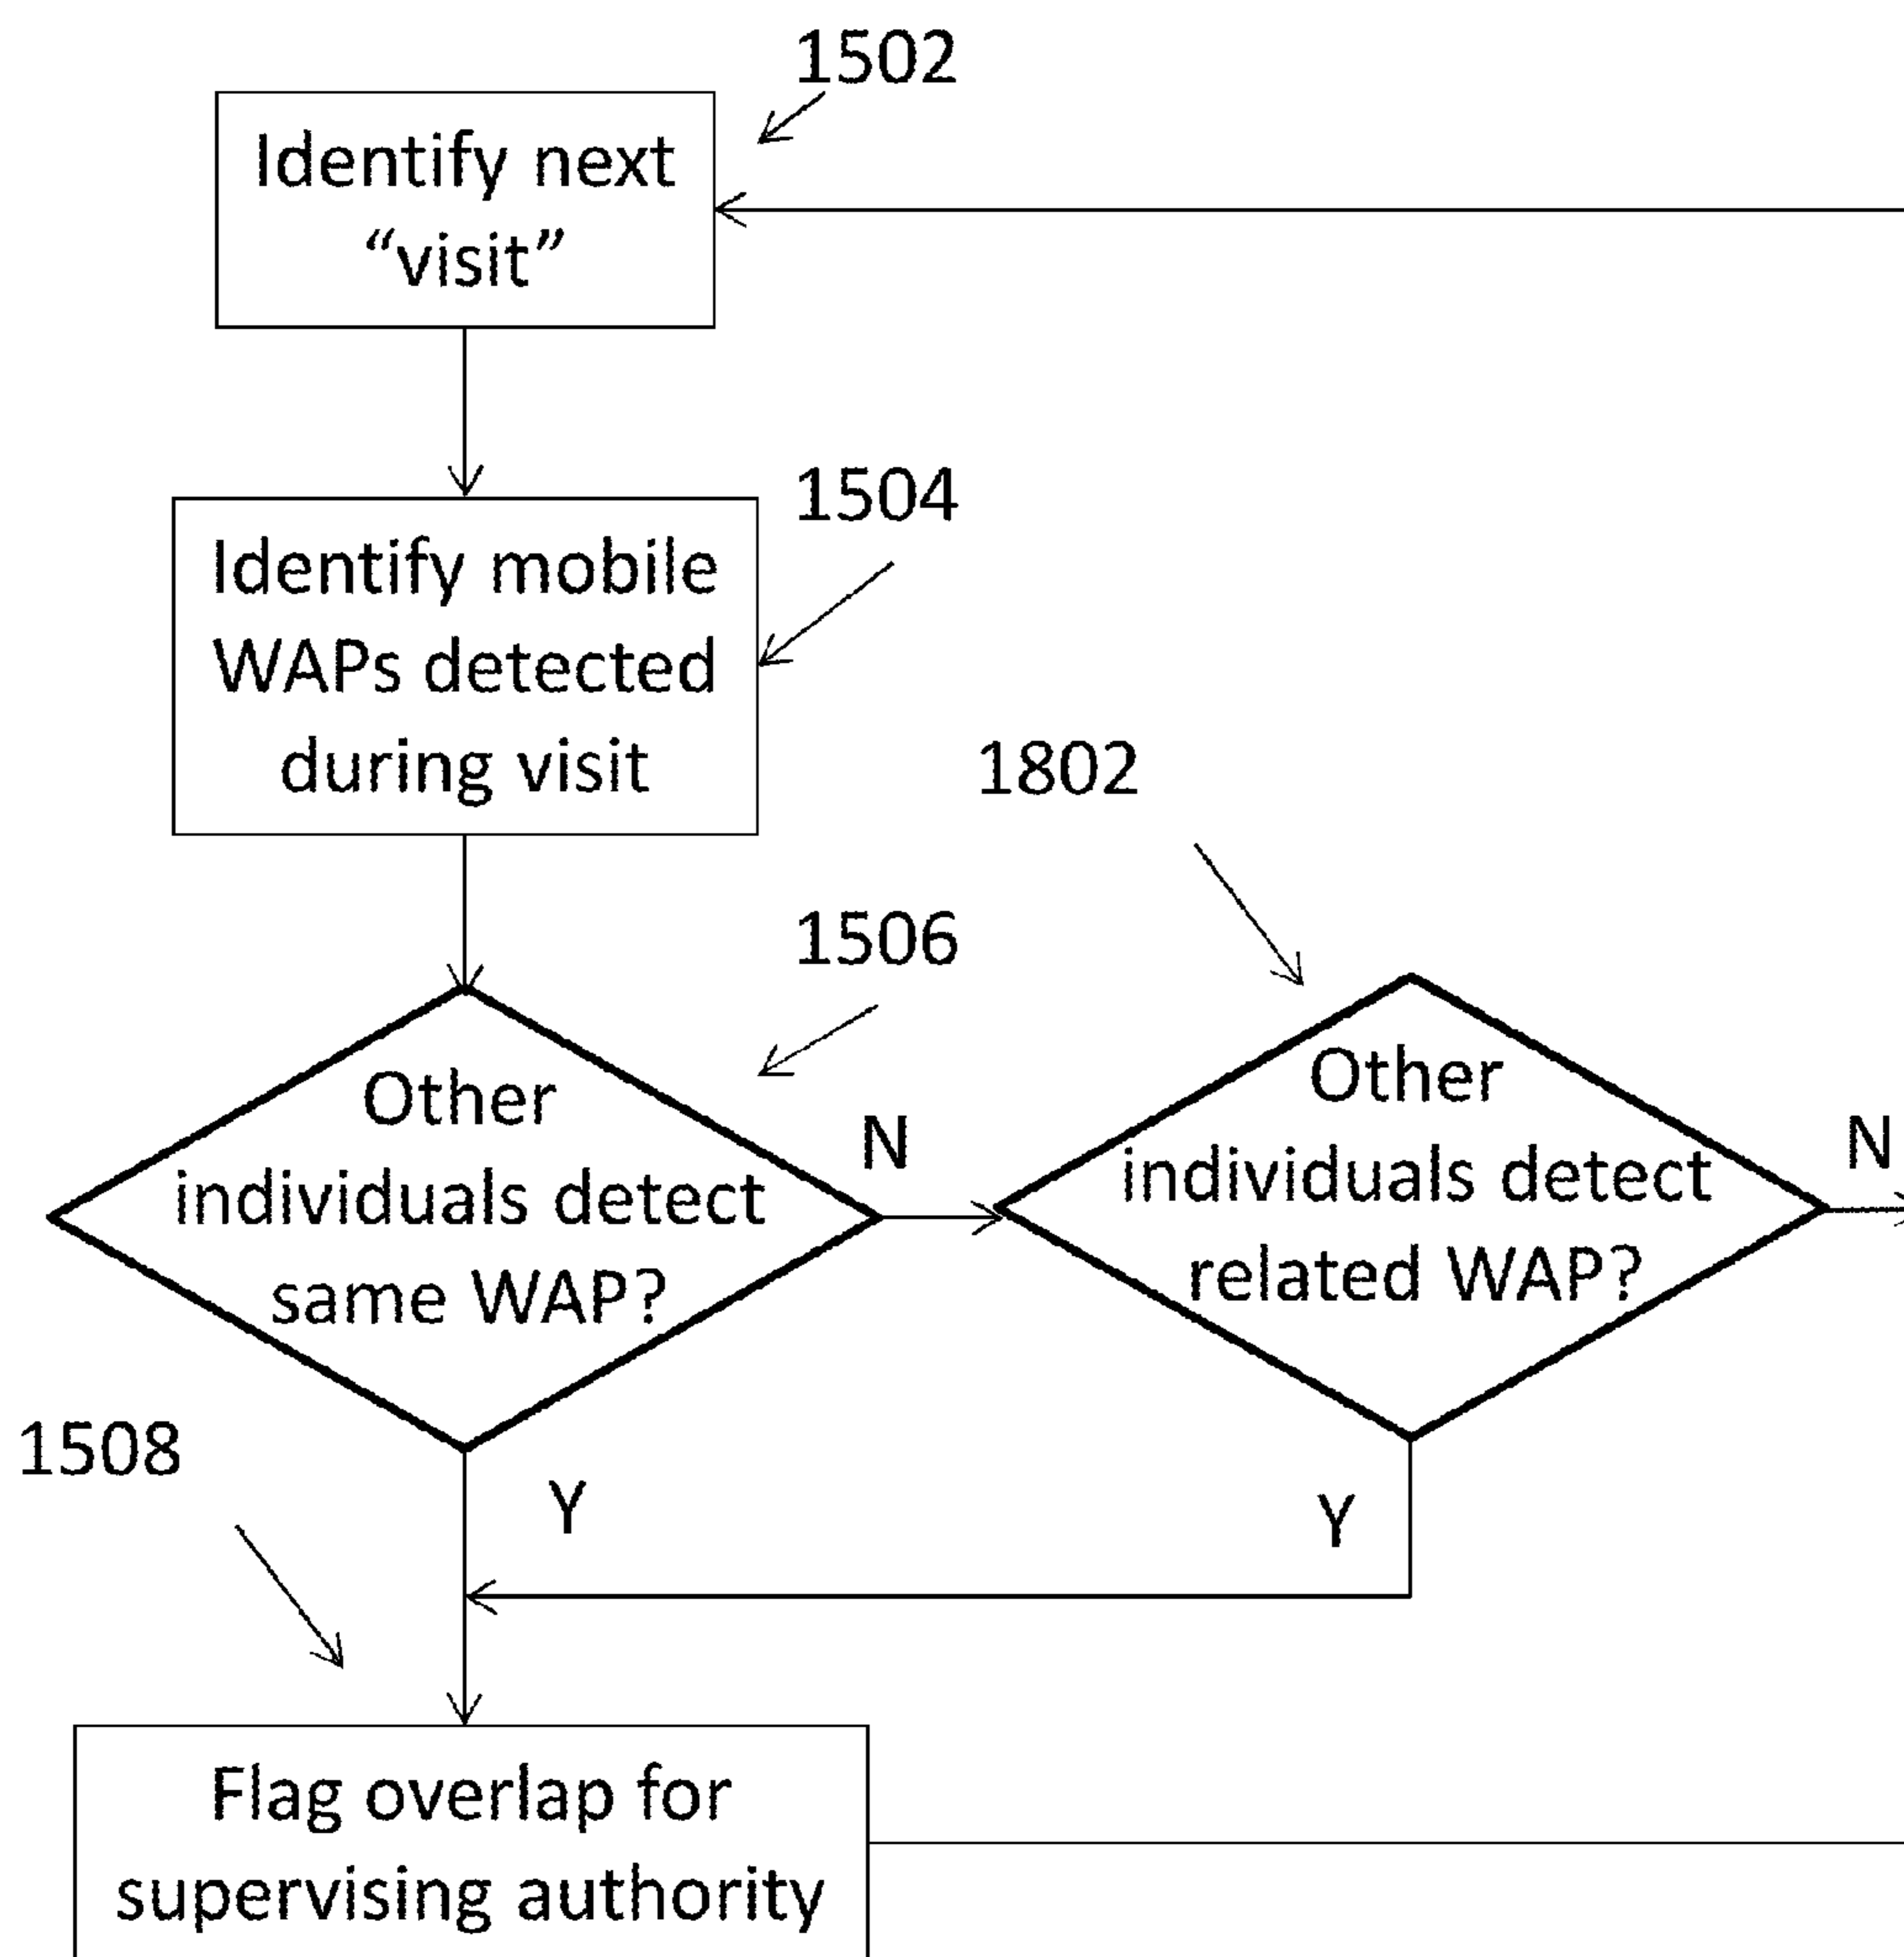 1502
Identify next
“visit”
1504
Identify mobile
WAPs detected
during visit
1802
1506
Other
individuals detect
same WAP?
N
Other
individuals detect
related WAP?
N
1508
Y
Y
Flag overlap for
supervising authority